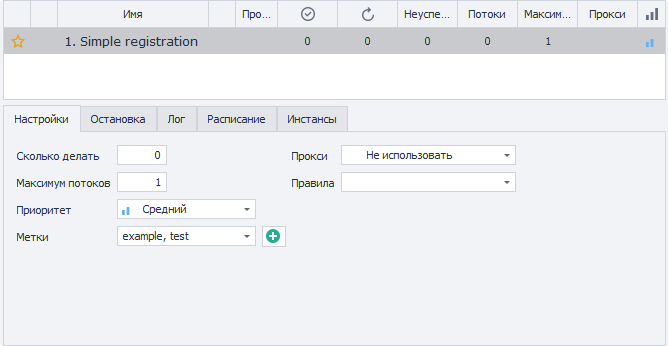 Имя Про... Неуспе... Потоки Максим... Прокси
1. Simple registration 0 0 0 0 1
Настройки Остановка Лог Расписание Инстансы
Сколько делать 0 Прокси Не использовать
Максимум потоков 1 Правила
Приоритет Средний
Метки example, test